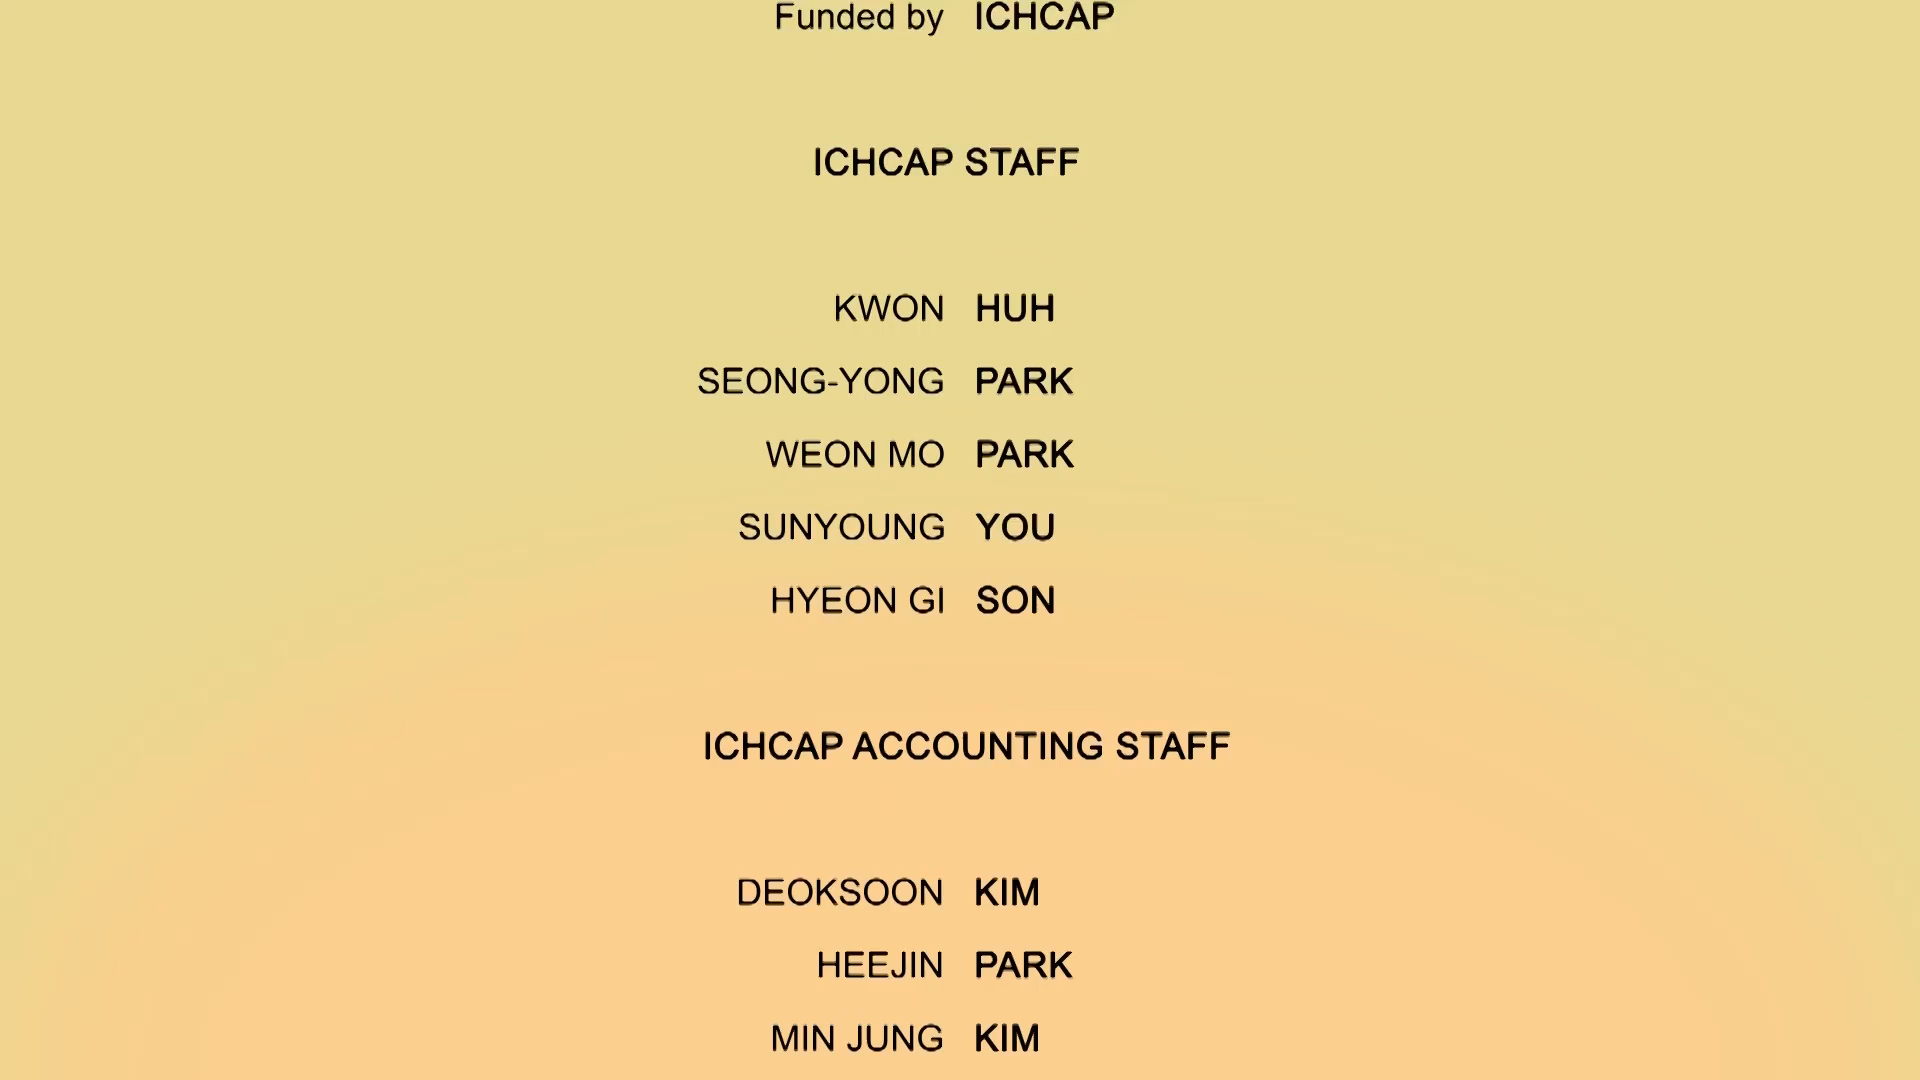 Funded by ICHCAP
ICHCAP STAFF
KWON HUH
SEONG-YONG PARK
WEON MO PARK
SUNYOUNG YOU
HYEON GI SON
ICHCAP ACCOUNTING STAFF
DEOKSOON KIM
HEEJIN PARK
MIN JUNG KIM